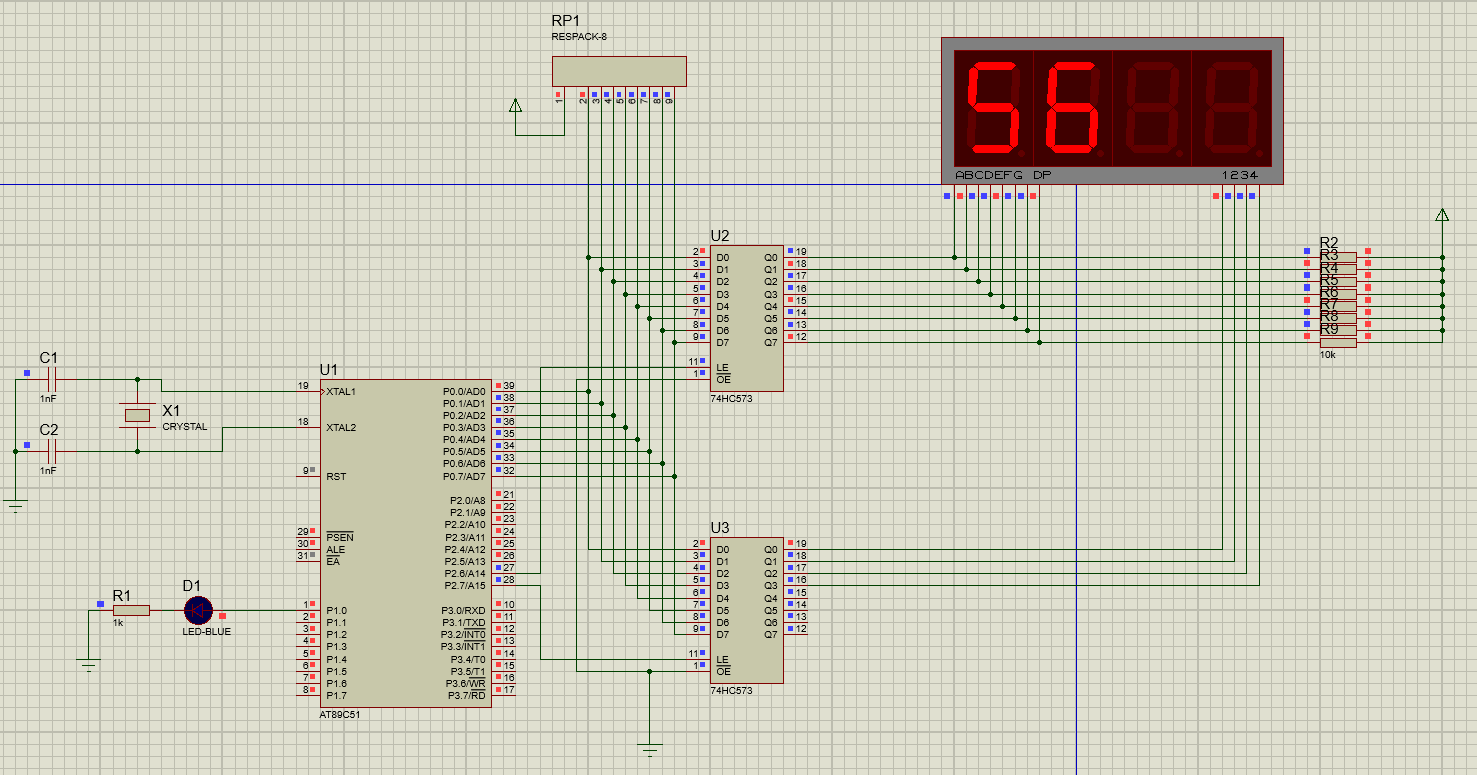 RP1
RESPACK-8
1 2 3 4 5 6 7 8 9
56
ABCDEFG DP
1234
U2
2 D0 Q0 19
3 D1 Q1 18
4 D2 Q2 17
5 D3 Q3 16
6 D4 Q4 15
7 D5 Q5 14
8 D6 Q6 13
9 D7 Q7 12
11 LE
1 OE
74HC573
R2
R3
R4
R5
R6
R7
R8
R9
10k
C1
1nF
C2
1nF
X1
CRYSTAL
U1
19 XTAL1
18 XTAL2
9 RST
29 PSEN
30 ALE
31 EA
1 P1.0
2 P1.1
3 P1.2
4 P1.3
5 P1.4
6 P1.5
7 P1.6
8 P1.7
P0.0/AD0 39
P0.1/AD1 38
P0.2/AD2 37
P0.3/AD3 36
P0.4/AD4 35
P0.5/AD5 34
P0.6/AD6 33
P0.7/AD7 32
P2.0/A8 21
P2.1/A9 22
P2.2/A10 23
P2.3/A11 24
P2.4/A12 25
P2.5/A13 26
P2.6/A14 27
P2.7/A15 28
P3.0/RXD 10
P3.1/TXD 11
P3.2/INT0 12
P3.3/INT1 13
P3.4/T0 14
P3.5/T1 15
P3.6/WR 16
P3.7/RD 17
AT89C51
R1
1k
D1
LED-BLUE
U3
2 D0 Q0 19
3 D1 Q1 18
4 D2 Q2 17
5 D3 Q3 16
6 D4 Q4 15
7 D5 Q5 14
8 D6 Q6 13
9 D7 Q7 12
11 LE
1 OE
74HC573